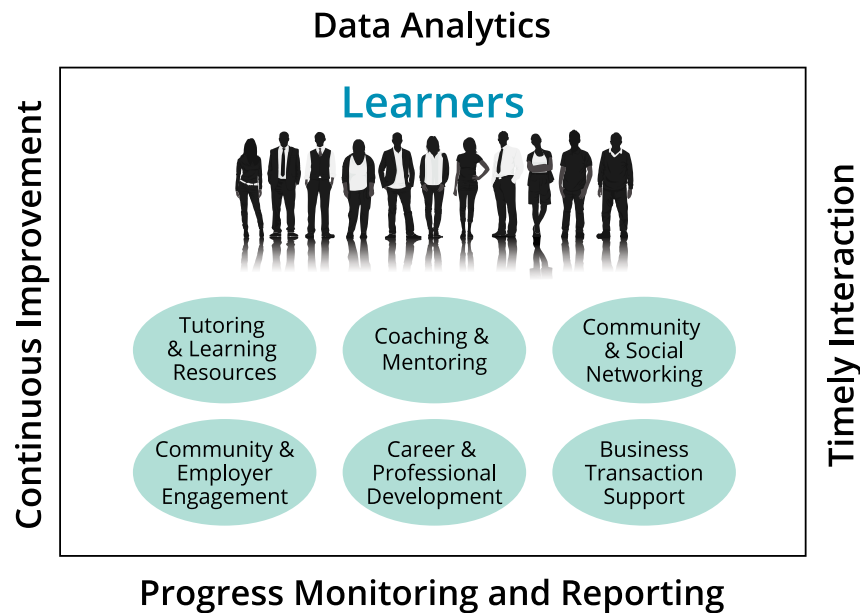 Data Analytics
Learners
Continuous Improvement
Timely Interaction
Tutoring
& Learning
Resources
Coaching &
Mentoring
Community
& Social
Networking
Community &
Employer
Engagement
Career &
Professional
Development
Business
Transaction
Support
Progress Monitoring and Reporting